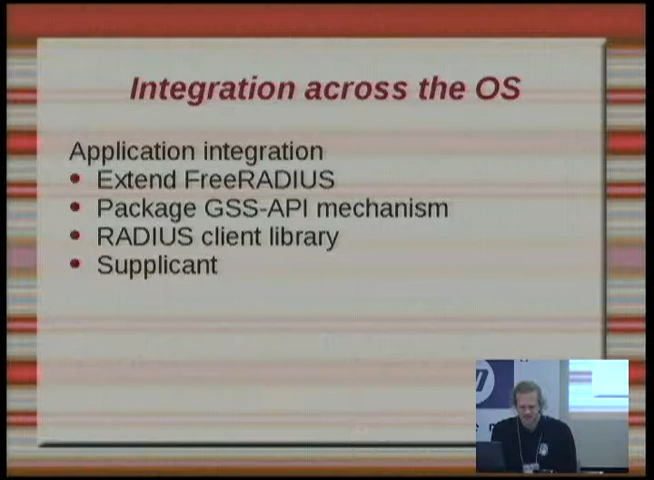 Integration across the OS
Application integration
Extend FreeRADIUS
Package GSS-API mechanism
RADIUS client library
Supplicant